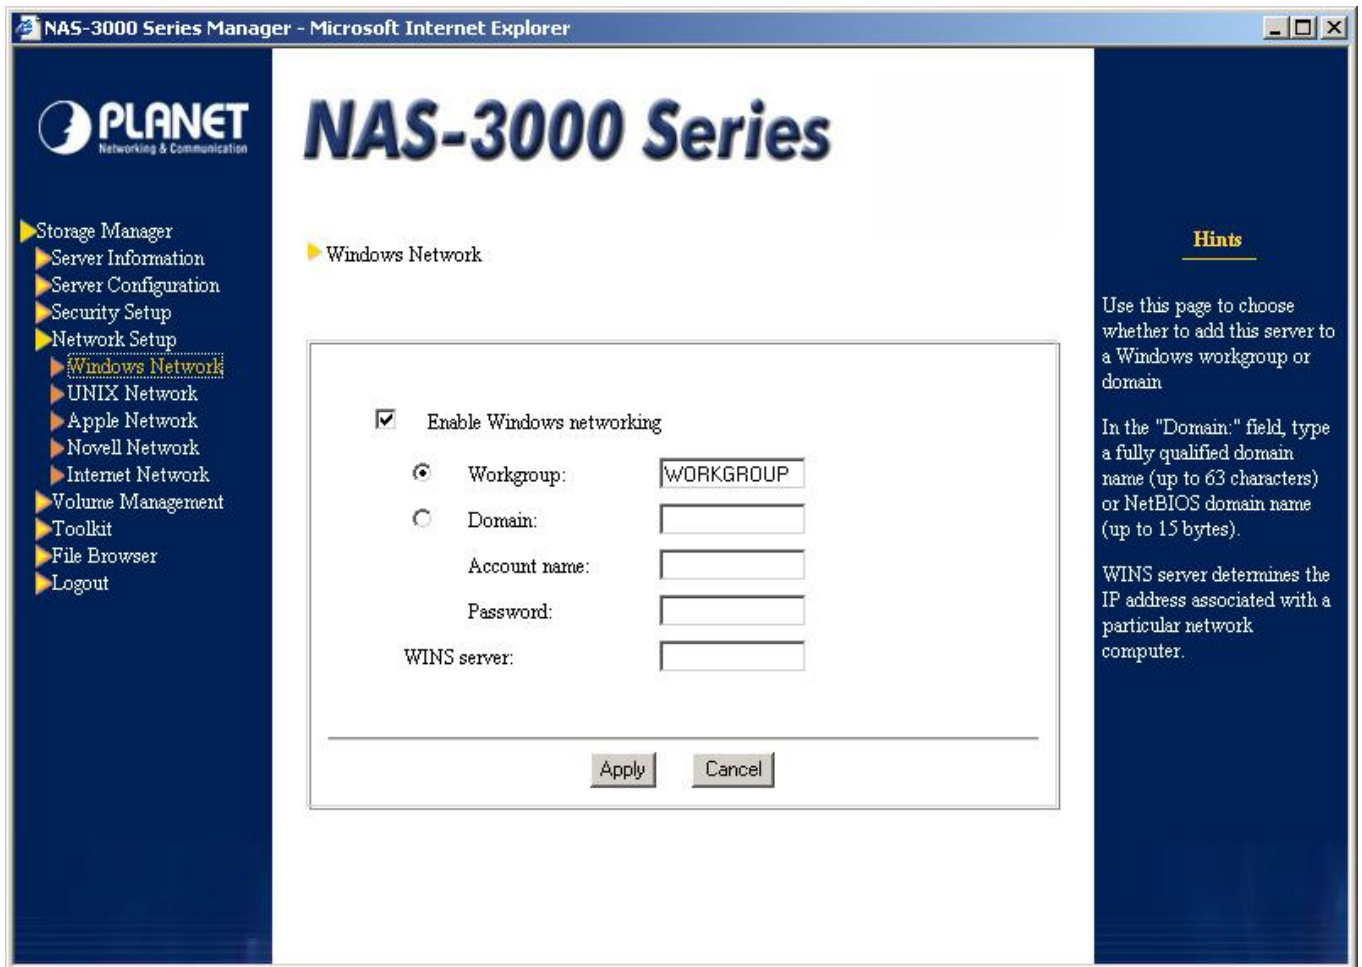 NAS-3000 Series Manager - Microsoft Internet Explorer
PLANET
Networking & Communication
NAS-3000 Series
Storage Manager
Server Information
Server Configuration
Security Setup
Network Setup
Windows Network
UNIX Network
Apple Network
Novell Network
Internet Network
Volume Management
Toolkit
File Browser
Logout
Windows Network
Enable Windows networking
Workgroup: WORKGROUP
Domain:
Account name:
Password:
WINS server:
Apply Cancel
Hints
Use this page to choose
whether to add this server to
a Windows workgroup or
domain
In the "Domain:" field, type
a fully qualified domain
name (up to 63 characters)
or NetBIOS domain name
(up to 15 bytes).
WINS server determines the
IP address associated with a
particular network
computer.